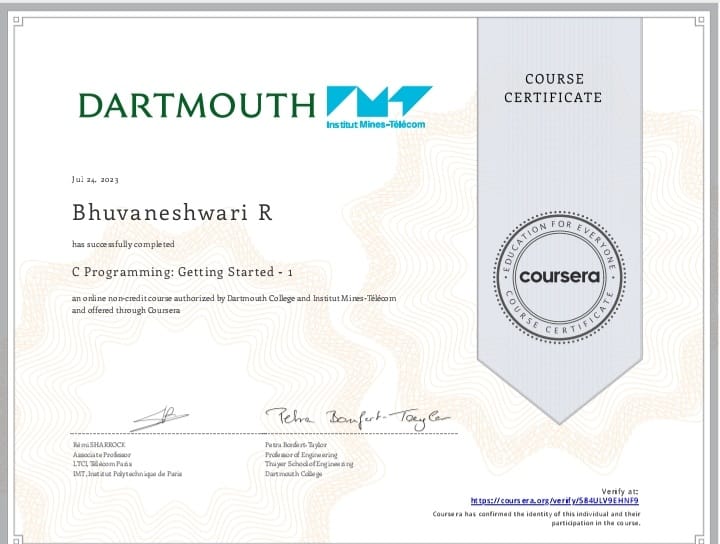 DARTMOUTH
Institut Mines-Télécom
COURSE
CERTIFICATE
Jul 24, 2023
Bhuvaneshwari R
has successfully completed
C Programming: Getting Started - 1
an online non-credit course authorized by Dartmouth College and Institut Mines-Télécom
and offered through Coursera
EDUCATION FOR EVERYONE
coursera
COURSE CERTIFICATE
Petra Bonfert-Taylor
Rémi SHARROCK
Associate Professor
LTCI, Télécom Paris
IMT, Institut Polytechnique de Paris
Petra Bonfert-Taylor
Professor of Engineering
Thayer School of Engineering
Dartmouth College
Verify at:
https://coursera.org/verify/S84ULV9EHNF9
Coursera has confirmed the identity of this individual and their
participation in the course.